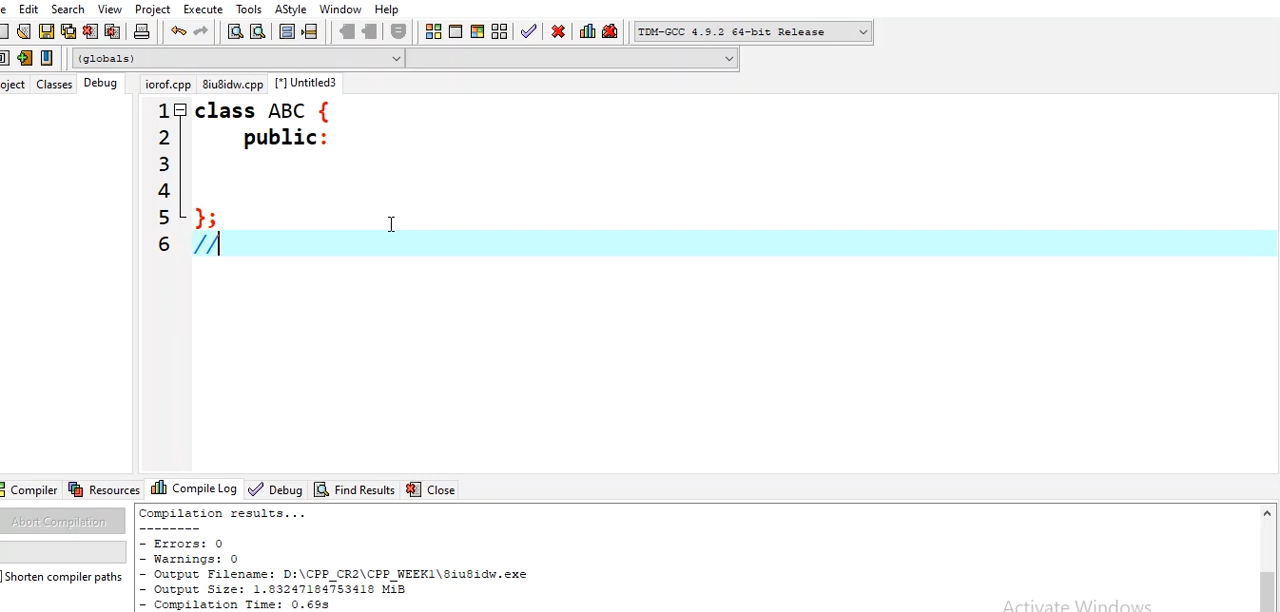 e Edit Search View Project Execute Tools AStyle Window Help
TDM-GCC 4.9.2 64-bit Release
(globals)
oject Classes Debug iorof.cpp 8iu8idw.cpp [*] Untitled3
1 class ABC {
2 public:
3
4
5 };
6 //
Compiler Resources Compile Log Debug Find Results Close
Abort Compilation
Shorten compiler paths
Compilation results...
--------
- Errors: 0
- Warnings: 0
- Output Filename: D:\CPP_CR2\CPP_WEEK1\8iu8idw.exe
- Output Size: 1.83247184753418 MiB
- Compilation Time: 0.69s
Activate Windows